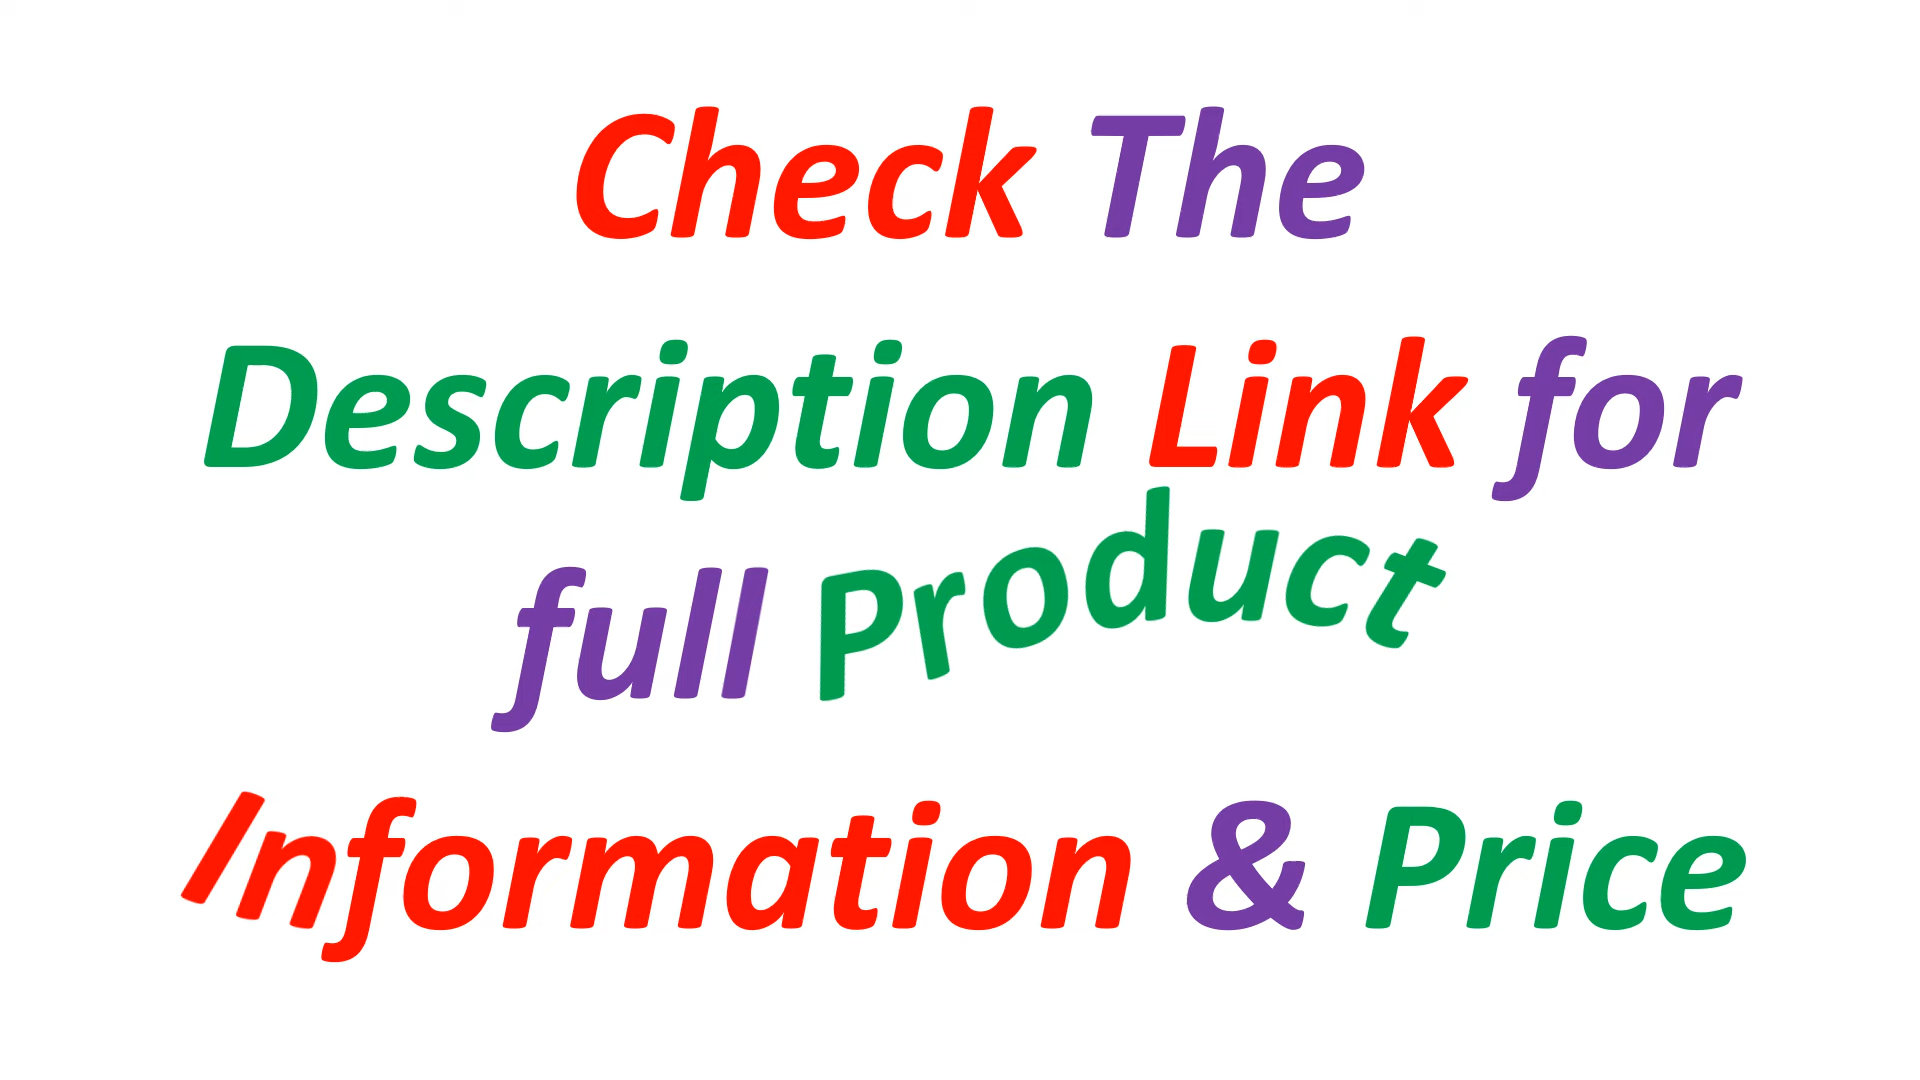 Check The
Description Link for
full Product
Information & Price